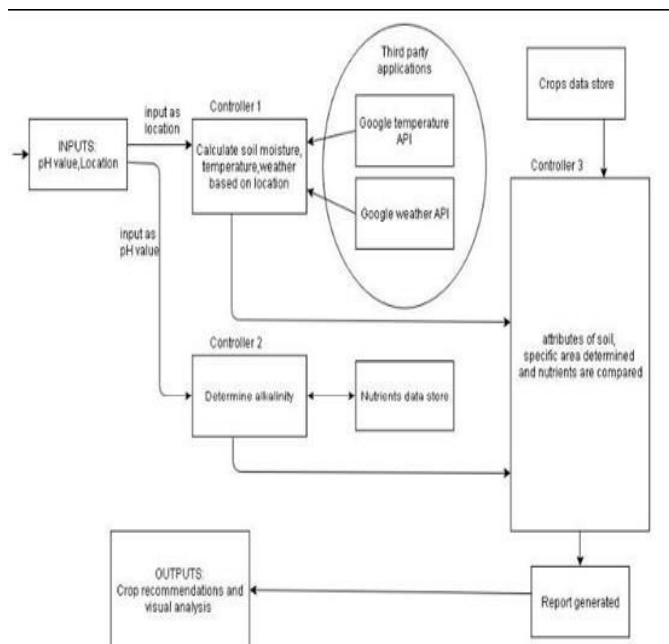 Third party
applications
Google temperature
API
Google weather API
Crops data store
Controller 1
input as
location
INPUTS:
pH value,Location
Calculate soil moisture,
temperature,weather
based on location
Controller 3
input as
pH value
attributes of soil,
specific area determined
and nutrients are compared
Controller 2
Determine alkalinity
Nutrients data store
OUTPUTS:
Crop recommendations and
visual analysis
Report generated